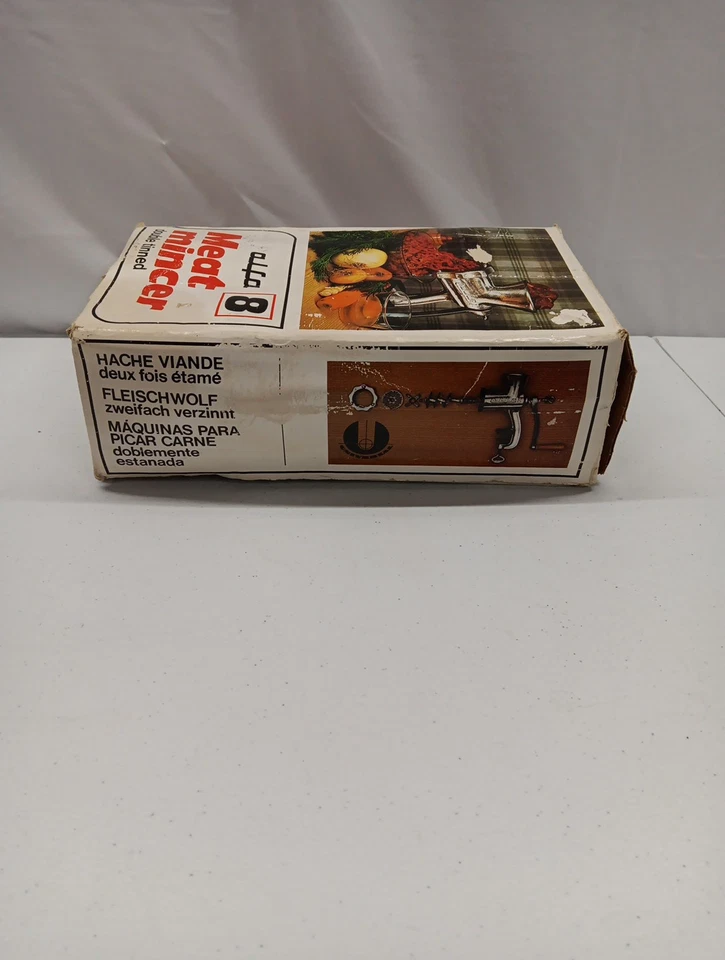 alfa
8
Meat
mincer
double tinned
HACHE VIANDE
deux fois étamé
FLEISCHWOLF
zweifach verzinnt
MÁQUINAS PARA
PICAR CARNE
doblemente
estanada